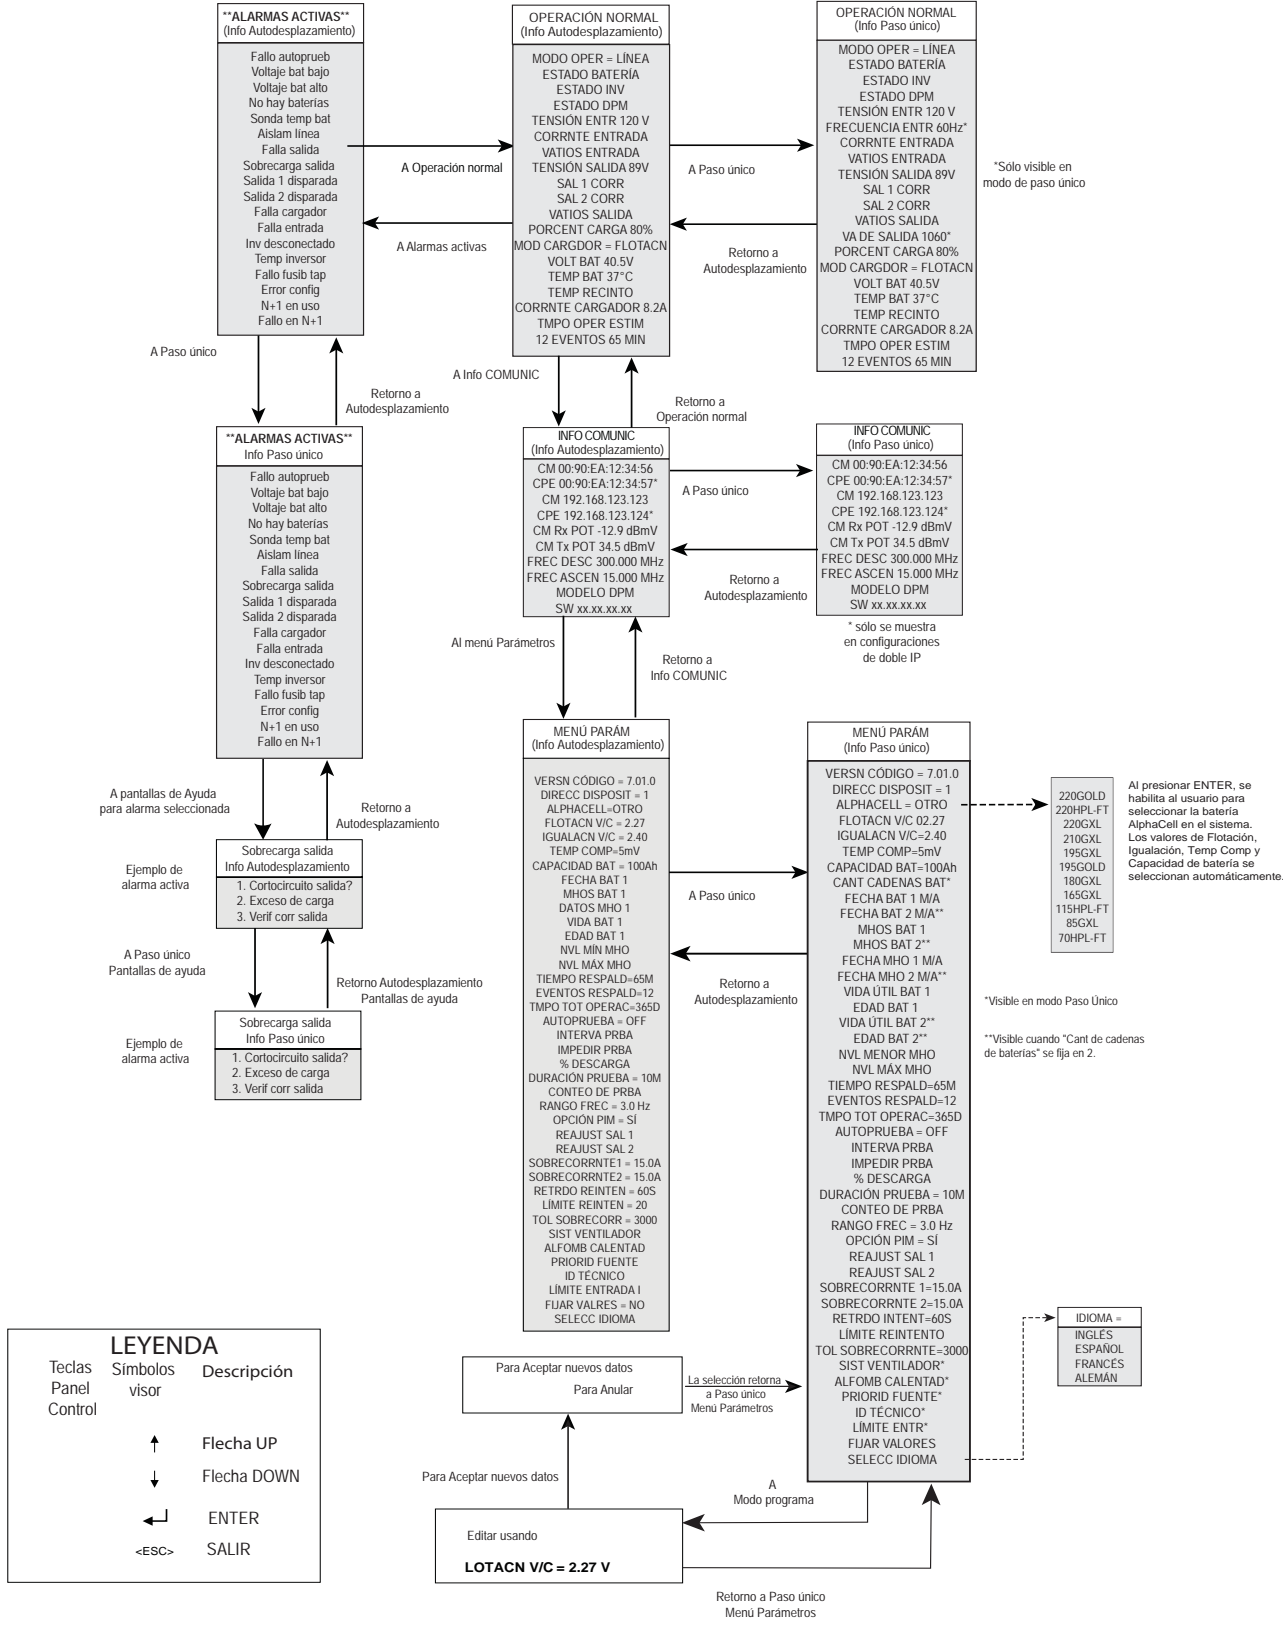 **ALARMAS ACTIVAS**
(Info Autodesplazamiento)
Fallo autoprueb
Voltaje bat bajo
Voltaje bat alto
No hay baterías
Sonda temp bat
Aislam línea
Falla salida
Sobrecarga salida
Salida 1 disparada
Salida 2 disparada
Falla cargador
Falla entrada
Inv desconectado
Temp inversor
Fallo fusib tap
Error config
N+1 en uso
Fallo en N+1
A Operación normal
A Alarmas activas
OPERACIÓN NORMAL
(Info Autodesplazamiento)
MODO OPER = LÍNEA
ESTADO BATERÍA
ESTADO INV
ESTADO DPM
TENSIÓN ENTR 120 V
CORRNTE ENTRADA
VATIOS ENTRADA
TENSIÓN SALIDA 89V
SAL 1 CORR
SAL 2 CORR
VATIOS SALIDA
PORCENT CARGA 80%
MOD CARGDOR = FLOTACN
VOLT BAT 40.5V
TEMP BAT 37°C
TEMP RECINTO
CORRNTE CARGADOR 8.2A
TMPO OPER ESTIM
12 EVENTOS 65 MIN
A Paso único
Retorno a
Autodesplazamiento
OPERACIÓN NORMAL
(Info Paso único)
MODO OPER = LÍNEA
ESTADO BATERÍA
ESTADO INV
ESTADO DPM
TENSIÓN ENTR 120 V
FRECUENCIA ENTR 60Hz*
CORRNTE ENTRADA
VATIOS ENTRADA
TENSIÓN SALIDA 89V
SAL 1 CORR
SAL 2 CORR
VATIOS SALIDA
VA DE SALIDA 1060*
PORCENT CARGA 80%
MOD CARGDOR = FLOTACN
VOLT BAT 40.5V
TEMP BAT 37°C
TEMP RECINTO
CORRNTE CARGADOR 8.2A
TMPO OPER ESTIM
12 EVENTOS 65 MIN
*Sólo visible en
modo de paso único
A Paso único
Retorno a
Autodesplazamiento
A Info COMUNIC
Retorno a
Operación normal
**ALARMAS ACTIVAS**
Info Paso único
Fallo autoprueb
Voltaje bat bajo
Voltaje bat alto
No hay baterías
Sonda temp bat
Aislam línea
Falla salida
Sobrecarga salida
Salida 1 disparada
Salida 2 disparada
Falla cargador
Falla entrada
Inv desconectado
Temp inversor
Fallo fusib tap
Error config
N+1 en uso
Fallo en N+1
INFO COMUNIC
(Info Autodesplazamiento)
CM 00:90:EA:12:34:56
CPE 00:90:EA:12:34:57*
CM 192.168.123.123
CPE 192.168.123.124*
CM Rx POT -12.9 dBmV
CM Tx POT 34.5 dBmV
FREC DESC 300.000 MHz
FREC ASCEN 15.000 MHz
MODELO DPM
SW xx.xx.xx.xx
A Paso único
Retorno a
Autodesplazamiento
INFO COMUNIC
(Info Paso único)
CM 00:90:EA:12:34:56
CPE 00:90:EA:12:34:57*
CM 192.168.123.123
CPE 192.168.123.124*
CM Rx POT -12.9 dBmV
CM Tx POT 34.5 dBmV
FREC DESC 300.000 MHz
FREC ASCEN 15.000 MHz
MODELO DPM
SW xx.xx.xx.xx
* sólo se muestra
en configuraciones
de doble IP
Al menú Parámetros
Retorno a
Info COMUNIC
A pantallas de Ayuda
para alarma seleccionada
Retorno a
Autodesplazamiento
Ejemplo de
alarma activa
Sobrecarga salida
Info Autodesplazamiento
1. Cortocircuito salida?
2. Exceso de carga
3. Verif corr salida
A Paso único
Pantallas de ayuda
Retorno Autodesplazamiento
Pantallas de ayuda
Ejemplo de
alarma activa
Sobrecarga salida
Info Paso único
1. Cortocircuito salida?
2. Exceso de carga
3. Verif corr salida
MENÚ PARÁM
(Info Autodesplazamiento)
VERSN CÓDIGO = 7.01.0
DIRECC DISPOSIT = 1
ALPHACELL=OTRO
FLOTACN V/C = 2.27
IGUALACN V/C = 2.40
TEMP COMP=5mV
CAPACIDAD BAT = 100Ah
FECHA BAT 1
MHOS BAT 1
DATOS MHO 1
VIDA BAT 1
EDAD BAT 1
NVL MÍN MHO
NVL MÁX MHO
TIEMPO RESPALD=65M
EVENTOS RESPALD=12
TMPO TOT OPERAC=365D
AUTOPRUEBA = OFF
INTERVA PRBA
IMPEDIR PRBA
% DESCARGA
DURACIÓN PRUEBA = 10M
CONTEO DE PRBA
RANGO FREC = 3.0 Hz
OPCIÓN PIM = SÍ
REAJUST SAL 1
REAJUST SAL 2
SOBRECORRNTE1 = 15.0A
SOBRECORRNTE2 = 15.0A
RETRDO REINTEN = 60S
LÍMITE REINTEN = 20
TOL SOBRECORR = 3000
SIST VENTILADOR
ALFOMB CALENTAD
PRIORID FUENTE
ID TÉCNICO
LÍMITE ENTRADA I
FIJAR VALRES = NO
SELECC IDIOMA
A Paso único
Retorno a
Autodesplazamiento
MENÚ PARÁM
(Info Paso único)
VERSN CÓDIGO = 7.01.0
DIRECC DISPOSIT = 1
ALPHACELL = OTRO
FLOTACN V/C 02.27
IGUALACN V/C=2.40
TEMP COMP=5mV
CAPACIDAD BAT=100Ah
CANT CADENAS BAT*
FECHA BAT 1 M/A
FECHA BAT 2 M/A**
MHOS BAT 1
MHOS BAT 2**
FECHA MHO 1 M/A
FECHA MHO 2 M/A**
VIDA ÚTIL BAT 1
EDAD BAT 1
VIDA ÚTIL BAT 2**
EDAD BAT 2**
NVL MENOR MHO
NVL MÁX MHO
TIEMPO RESPALD=65M
EVENTOS RESPALD=12
TMPO TOT OPERAC=365D
AUTOPRUEBA = OFF
INTERVA PRBA
IMPEDIR PRBA
% DESCARGA
DURACIÓN PRUEBA = 10M
CONTEO DE PRBA
RANGO FREC = 3.0 Hz
OPCIÓN PIM = SÍ
REAJUST SAL 1
REAJUST SAL 2
SOBRECORRNTE 1=15.0A
SOBRECORRNTE 2=15.0A
RETRDO INTENT=60S
LÍMITE REINTENTO
TOL SOBRECORRNTE=3000
SIST VENTILADOR*
ALFOMB CALENTAD*
PRIORID FUENTE*
ID TÉCNICO*
LÍMITE ENTR*
FIJAR VALORES
SELECC IDIOMA
220GOLD
220HPL-FT
220GXL
210GXL
195GXL
195GOLD
180GXL
165GXL
115HPL-FT
85GXL
70HPL-FT
Al presionar ENTER, se
habilita al usuario para
seleccionar la batería
AlphaCell en el sistema.
Los valores de Flotación,
Igualación, Temp Comp y
Capacidad de batería se
seleccionan automáticamente.
*Visible en modo Paso Único
**Visible cuando "Cant de cadenas
de baterías" se fija en 2.
IDIOMA =
INGLÉS
ESPAÑOL
FRANCÉS
ALEMÁN
LEYENDA
Teclas
Panel
Control
Símbolos
visor
Descripción
Flecha UP
Flecha DOWN
ENTER
<ESC> SALIR
Para Aceptar nuevos datos
Para Anular
La selección retorna
a Paso único
Menú Parámetros
Para Aceptar nuevos datos
A
Modo programa
Editar usando
LOTACN V/C = 2.27 V
Retorno a Paso único
Menú Parámetros